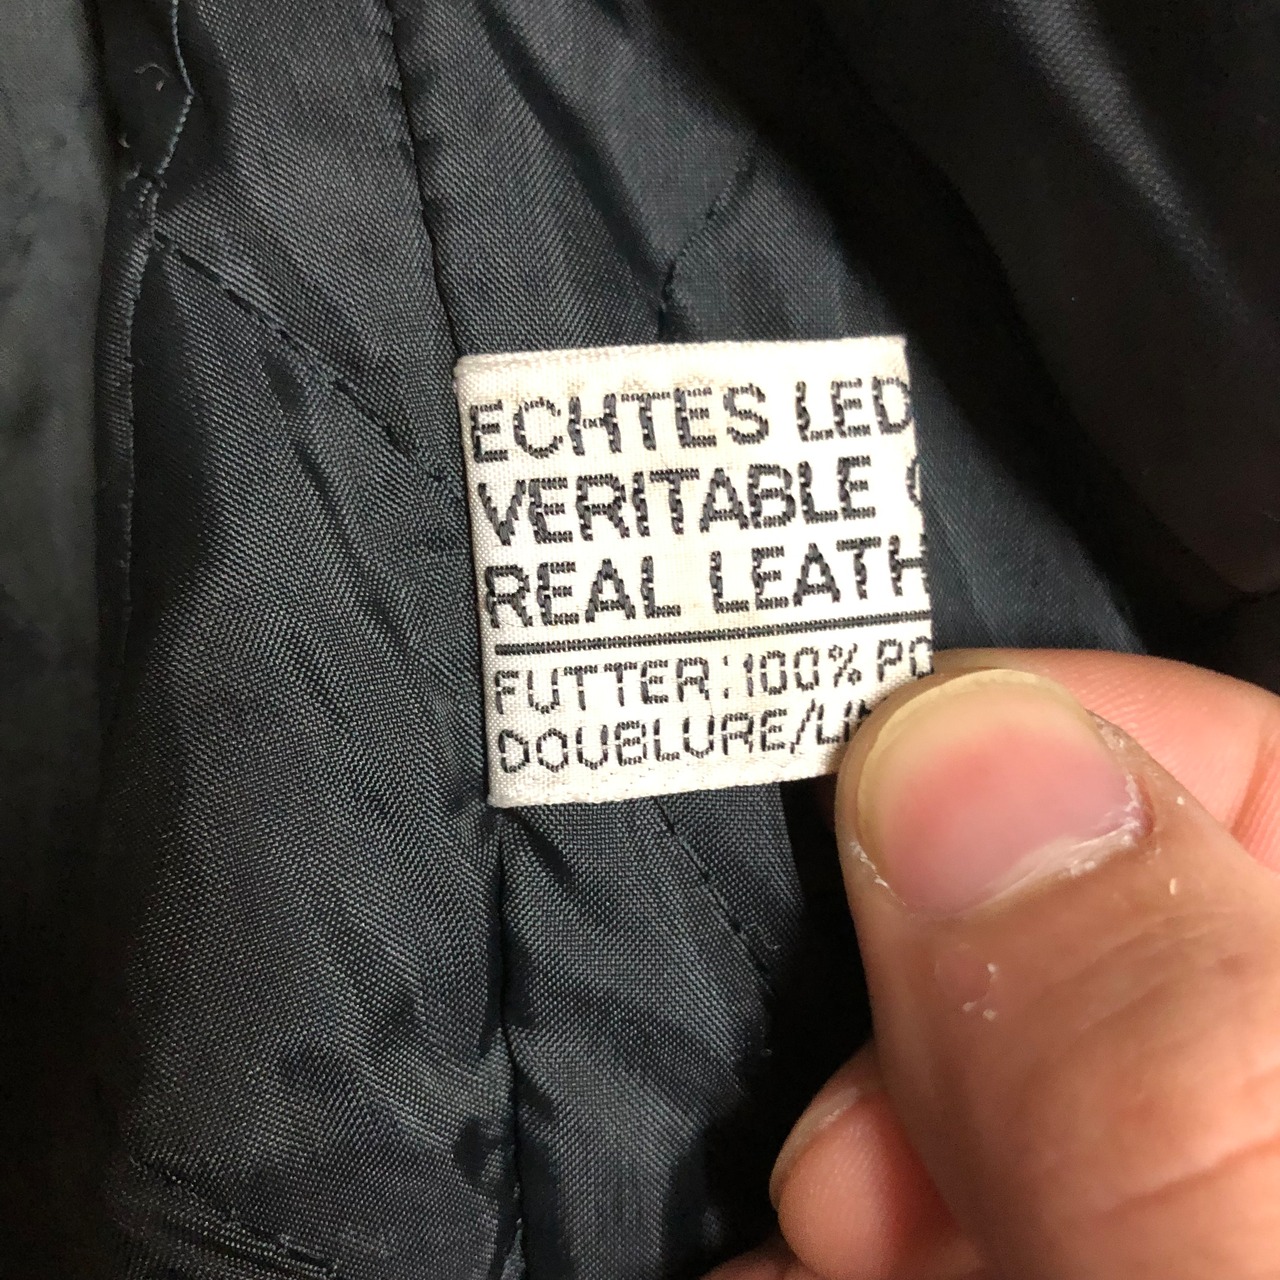 ECHTES LED
VERITABLE
REAL LEATH
FUTTER: 100% PO
DOUBLURE/LI